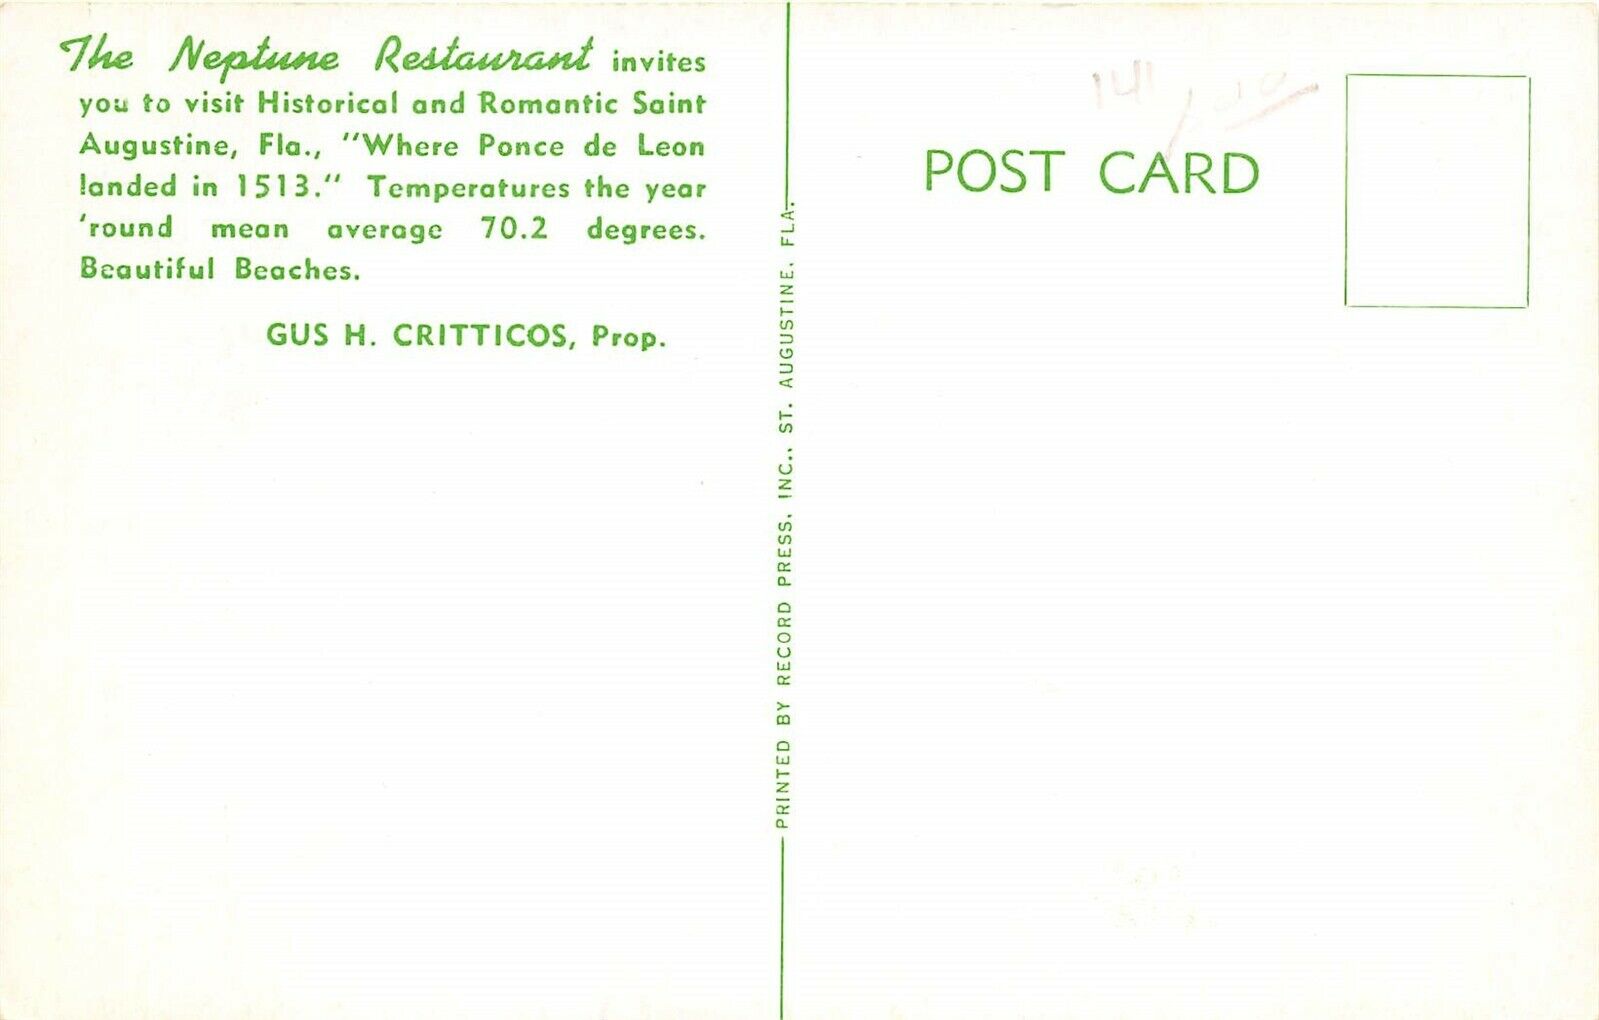 The Neptune Restaurant invites
you to visit Historical and Romantic Saint
Augustine, Fla., "Where Ponce de Leon
landed in 1513." Temperatures the year
'round mean average 70.2 degrees.
Beautiful Beaches.
GUS H. CRITTICOS, Prop.
PRINTED BY RECORD PRESS, INC., ST. AUGUSTINE, FLA.
POST CARD